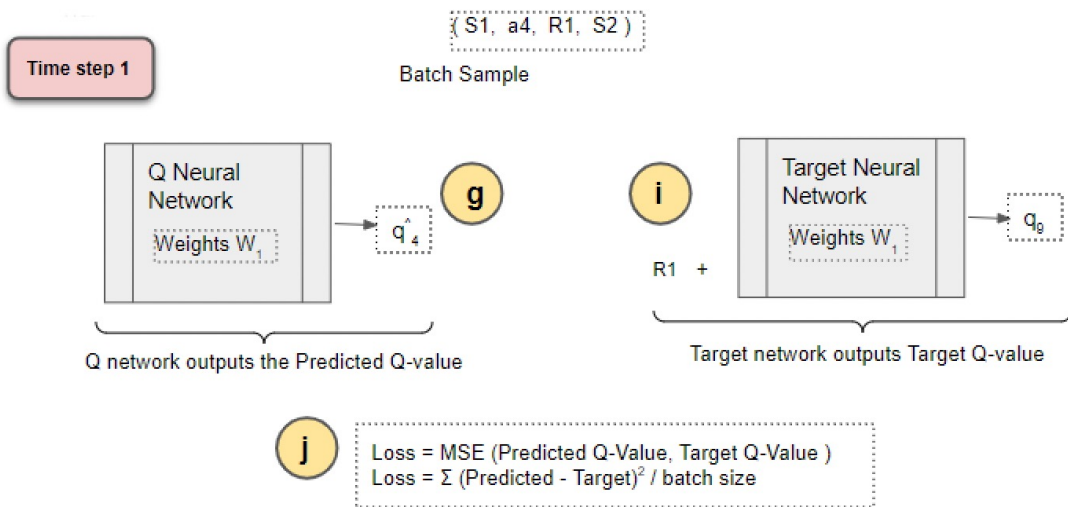 ( S1, a4, R1, S2 )
Time step 1
Batch Sample
Q Neural
Network
Weights W₁
q̂₄
g
i
Target Neural
Network
Weights W₁
q₉
R1 +
Q network outputs the Predicted Q-value
Target network outputs Target Q-value
j
Loss = MSE (Predicted Q-Value, Target Q-Value )
Loss = Σ (Predicted - Target)² / batch size